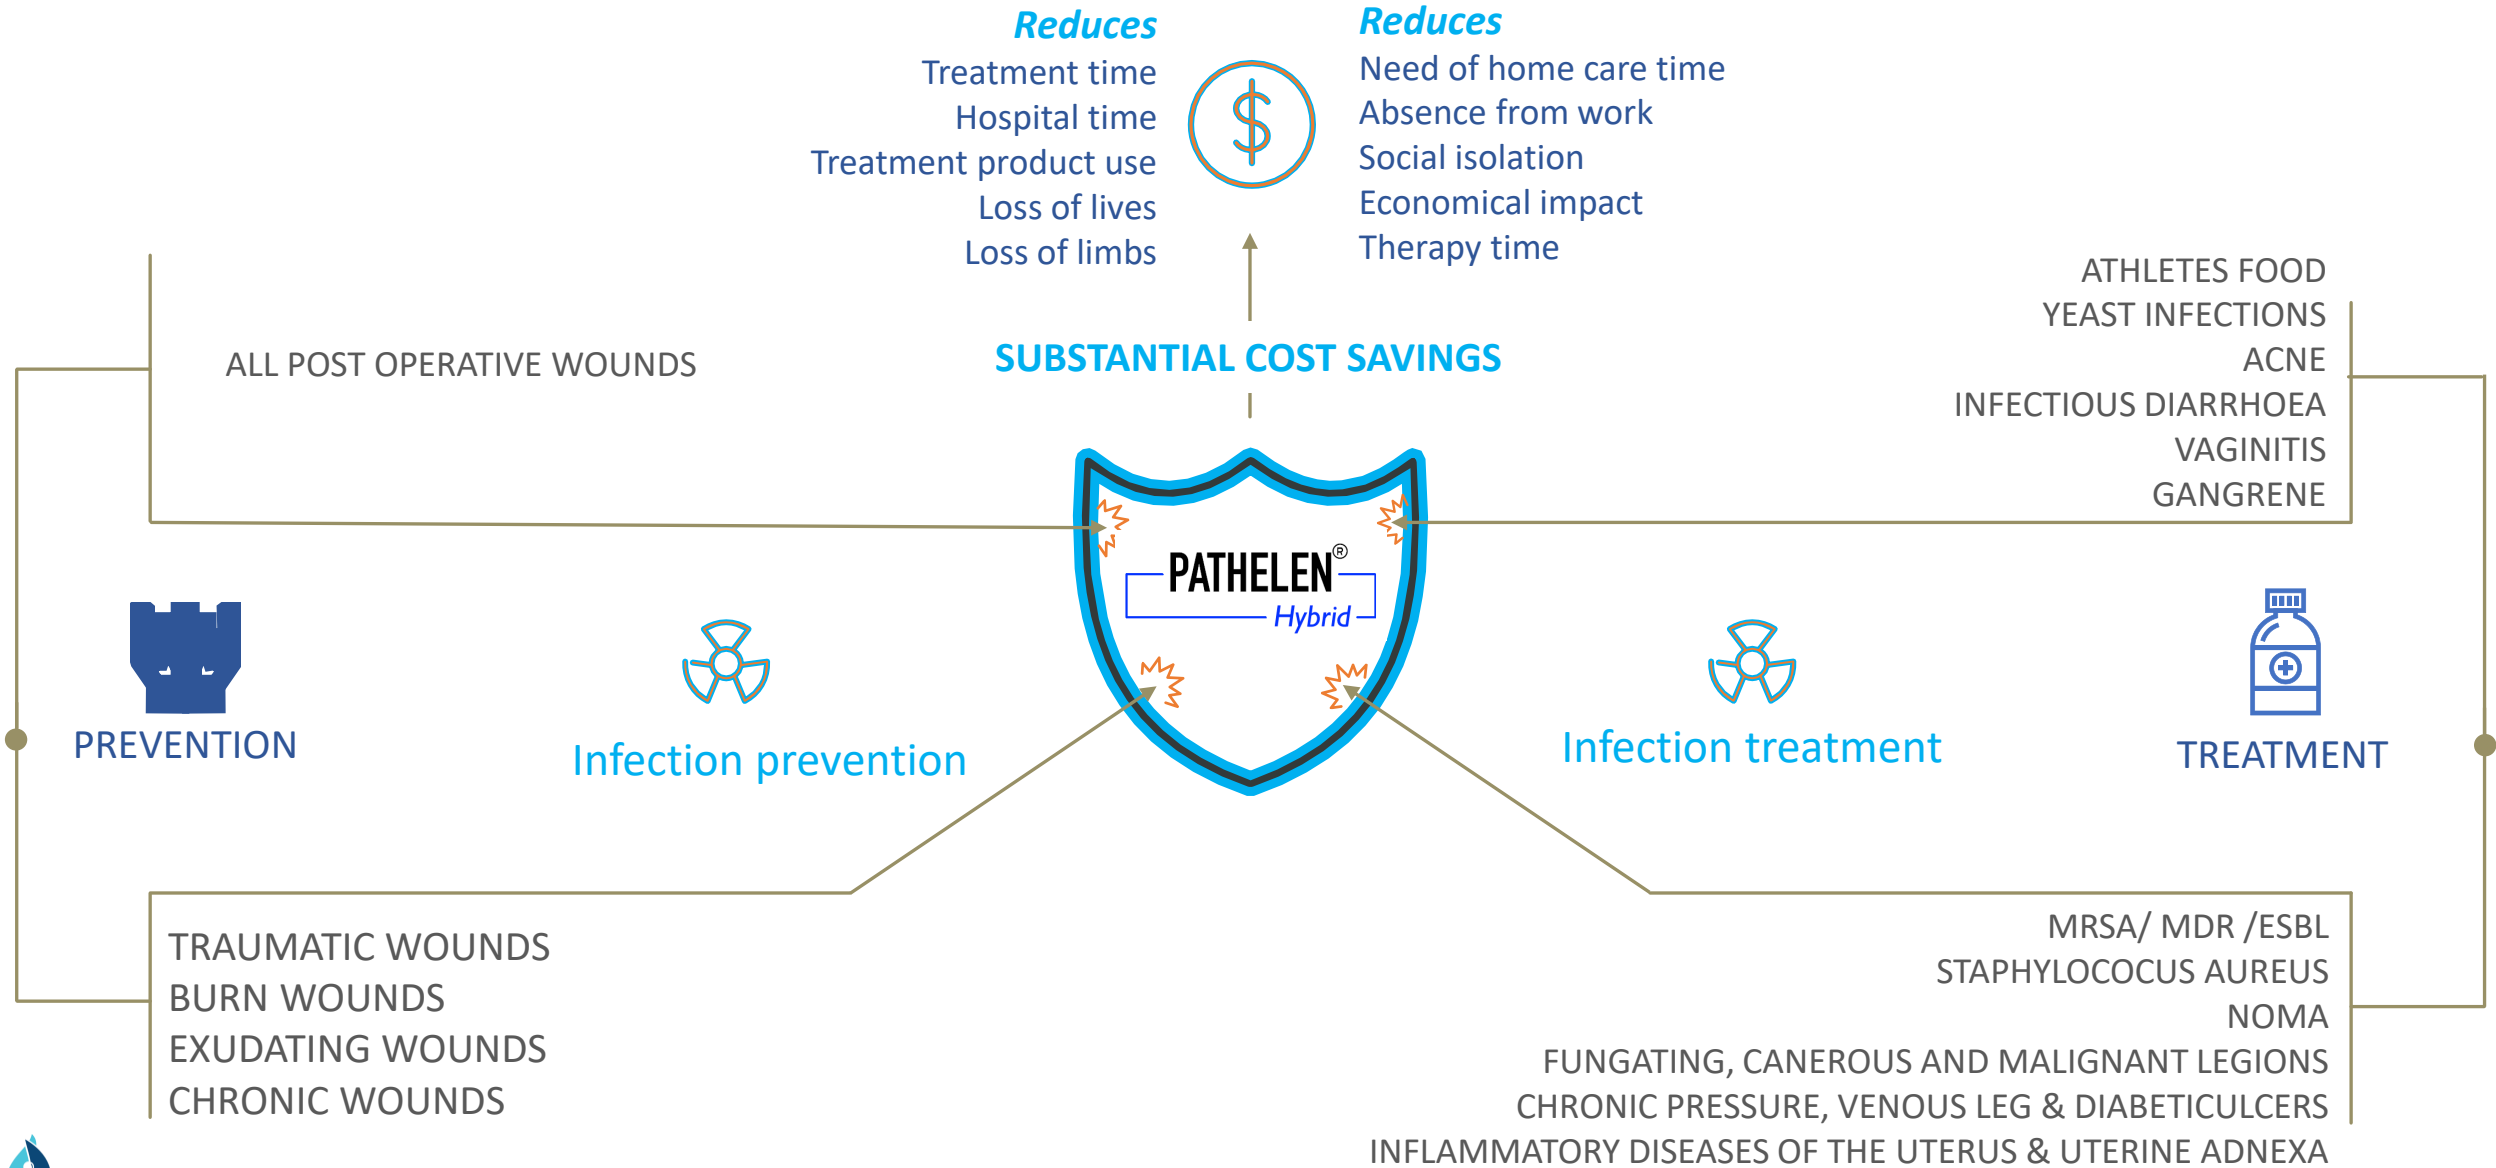 Reduces
Treatment time
Hospital time
Treatment product use
Loss of lives
Loss of limbs
Reduces
Need of home care time
Absence from work
Social isolation
Economical impact
Therapy time
SUBSTANTIAL COST SAVINGS
ALL POST OPERATIVE WOUNDS
ATHLETES FOOD
YEAST INFECTIONS
ACNE
INFECTIOUS DIARRHOEA
VAGINITIS
GANGRENE
PATHELEN®
Hybrid
PREVENTION
Infection prevention
Infection treatment
TREATMENT
TRAUMATIC WOUNDS
BURN WOUNDS
EXUDATING WOUNDS
CHRONIC WOUNDS
MRSA/ MDR /ESBL
STAPHYLOCOCUS AUREUS
NOMA
FUNGATING, CANEROUS AND MALIGNANT LEGIONS
CHRONIC PRESSURE, VENOUS LEG & DIABETICULCERS
INFLAMMATORY DISEASES OF THE UTERUS & UTERINE ADNEXA